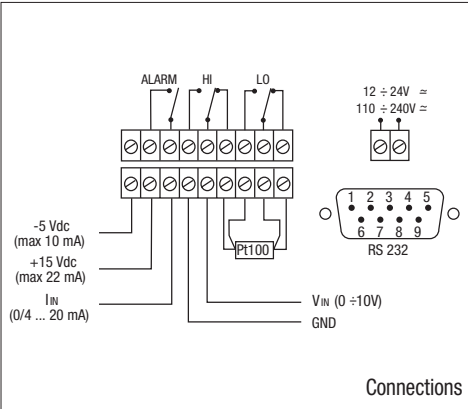 ALARM HI LO
12 ÷ 24V ≃
110 ÷ 240V ≃
1 2 3 4 5
6 7 8 9
RS 232
-5 Vdc
(max 10 mA)
+15 Vdc
(max 22 mA)
IIN
(0/4 ... 20 mA)
Pt100
VIN (0 ÷10V)
GND
Connections